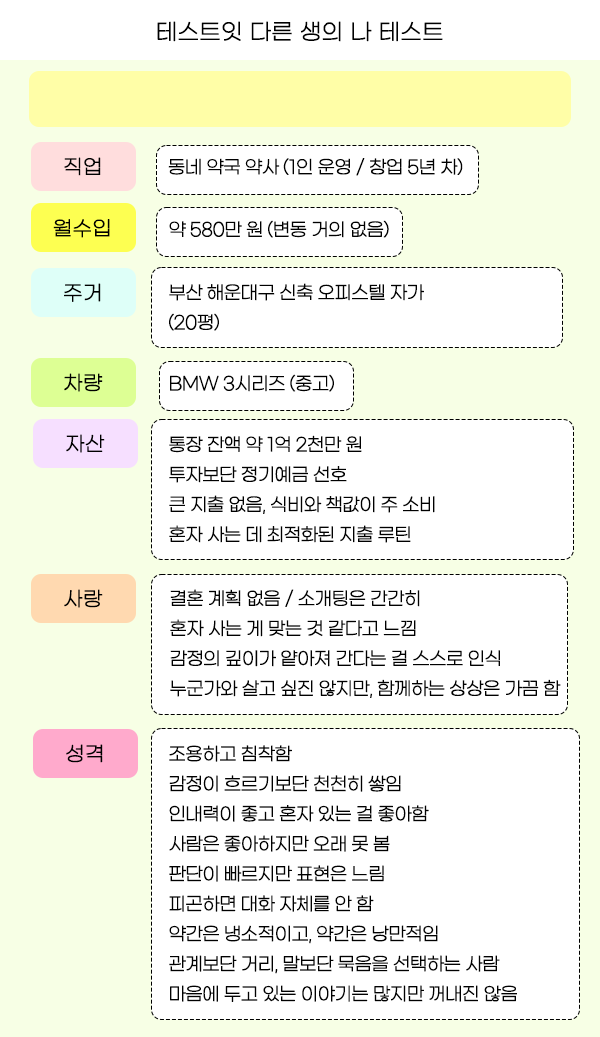 테스트잇 다른 생의 나 테스트
직업
동네 약국 약사 (1인 운영 / 창업 5년 차)
월수입
약 580만 원 (변동 거의 없음)
주거
부산 해운대구 신축 오피스텔 자가
(20평)
차량
BMW 3시리즈 (중고)
자산
통장 잔액 약 1억 2천만 원
투자보단 정기예금 선호
큰 지출 없음, 식비와 책값이 주 소비
혼자 사는 데 최적화된 지출 루틴
사랑
결혼 계획 없음 / 소개팅은 간간히
혼자 사는 게 맞는 것 같다고 느낌
감정의 깊이가 얕아져 간다는 걸 스스로 인식
누군가와 살고 싶진 않지만, 함께하는 상상은 가끔 함
성격
조용하고 침착함
감정이 흐르기보단 천천히 쌓임
인내력이 좋고 혼자 있는 걸 좋아함
사람은 좋아하지만 오래 못 봄
판단이 빠르지만 표현은 느림
피곤하면 대화 자체를 안 함
약간은 냉소적이고, 약간은 낭만적임
관계보단 거리, 말보단 묵음을 선택하는 사람
마음에 두고 있는 이야기는 많지만 꺼내진 않음